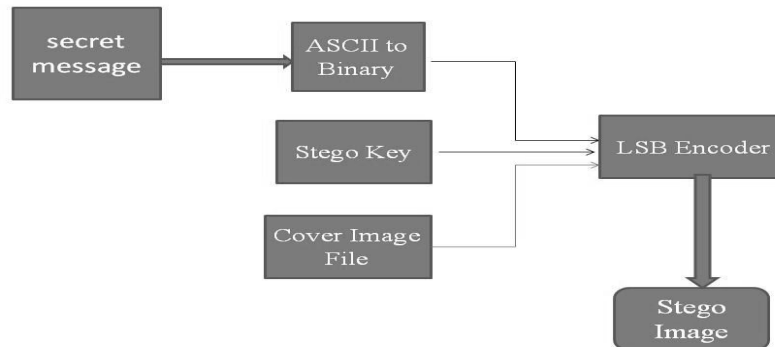 secret
message
ASCII to
Binary
Stego Key
LSB Encoder
Cover Image
File
Stego
Image